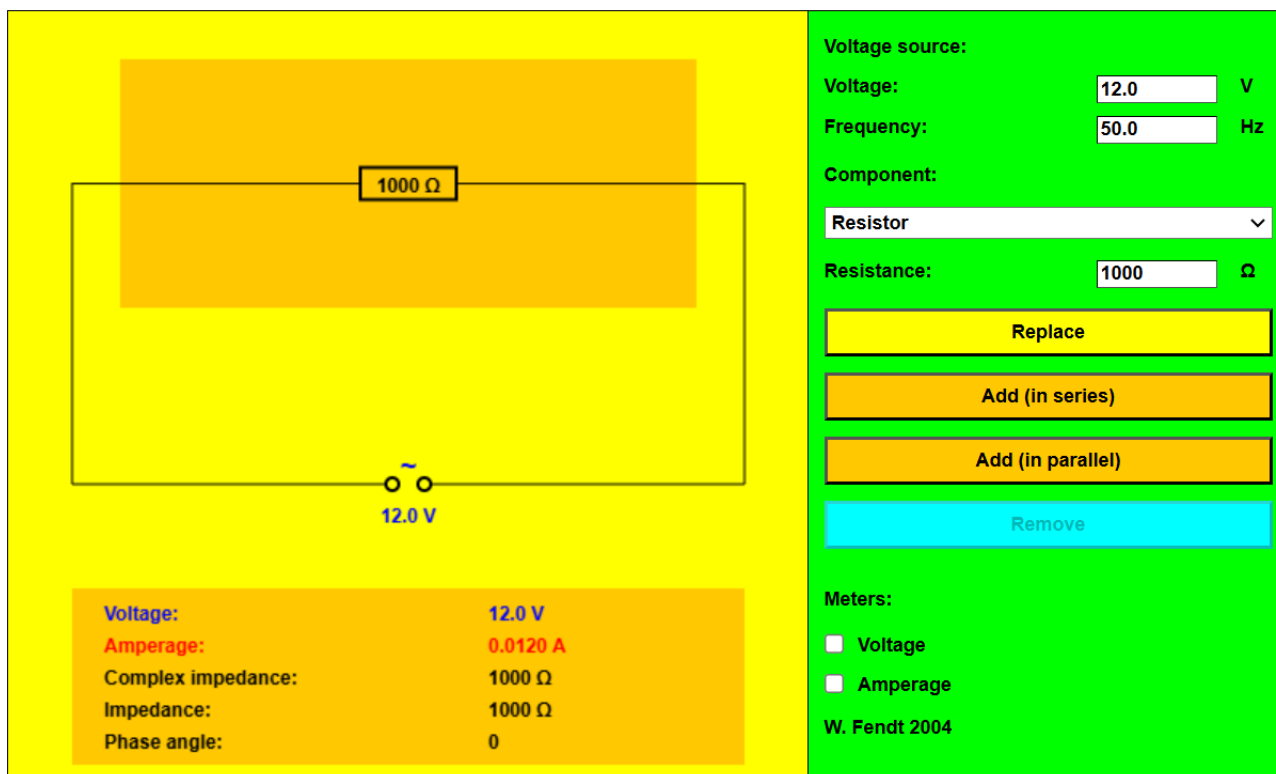 1000 Ω
~
12.0 V
Voltage: 12.0 V
Amperage: 0.0120 A
Complex impedance: 1000 Ω
Impedance: 1000 Ω
Phase angle: 0
Voltage source:
Voltage: 12.0 V
Frequency: 50.0 Hz
Component:
Resistor
Resistance: 1000 Ω
Replace
Add (in series)
Add (in parallel)
Remove
Meters:
Voltage
Amperage
W. Fendt 2004